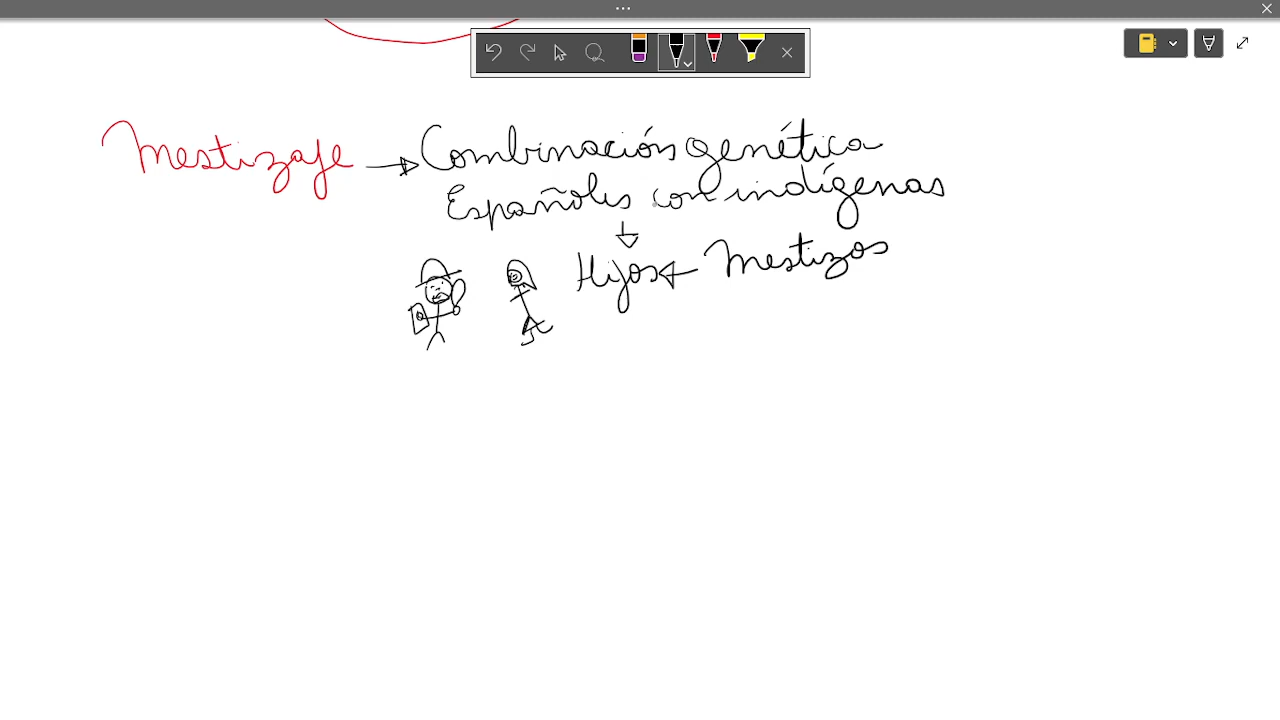 Mestizaje → Combinación genética
Españoles con indígenas
Hijos ← Mestizos